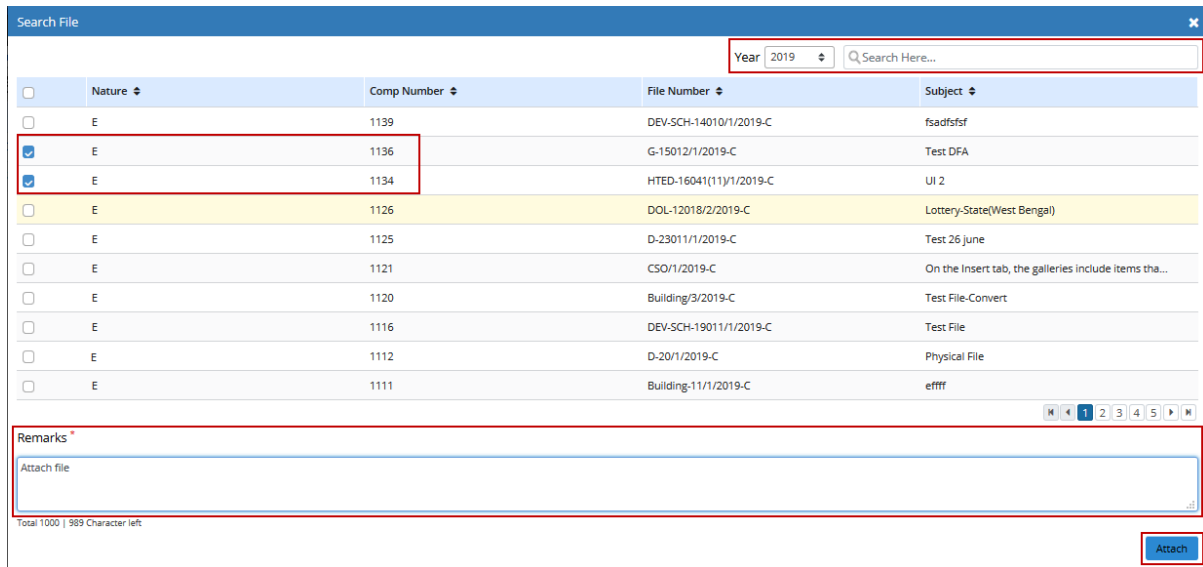 Search File
Year 2019 Search Here...
Nature Comp Number File Number Subject
E 1139 DEV-SCH-14010/1/2019-C fsadfsfsf
E 1136 G-15012/1/2019-C Test DFA
E 1134 HTED-16041(11)/1/2019-C UI 2
E 1126 DOL-12018/2/2019-C Lottery-State(West Bengal)
E 1125 D-23011/1/2019-C Test 26 june
E 1121 CSO/1/2019-C On the Insert tab, the galleries include items tha...
E 1120 Building/3/2019-C Test File-Convert
E 1116 DEV-SCH-19011/1/2019-C Test File
E 1112 D-20/1/2019-C Physical File
E 1111 Building-11/1/2019-C effff
1 2 3 4 5
Remarks *
Attach file
Total 1000 | 989 Character left
Attach